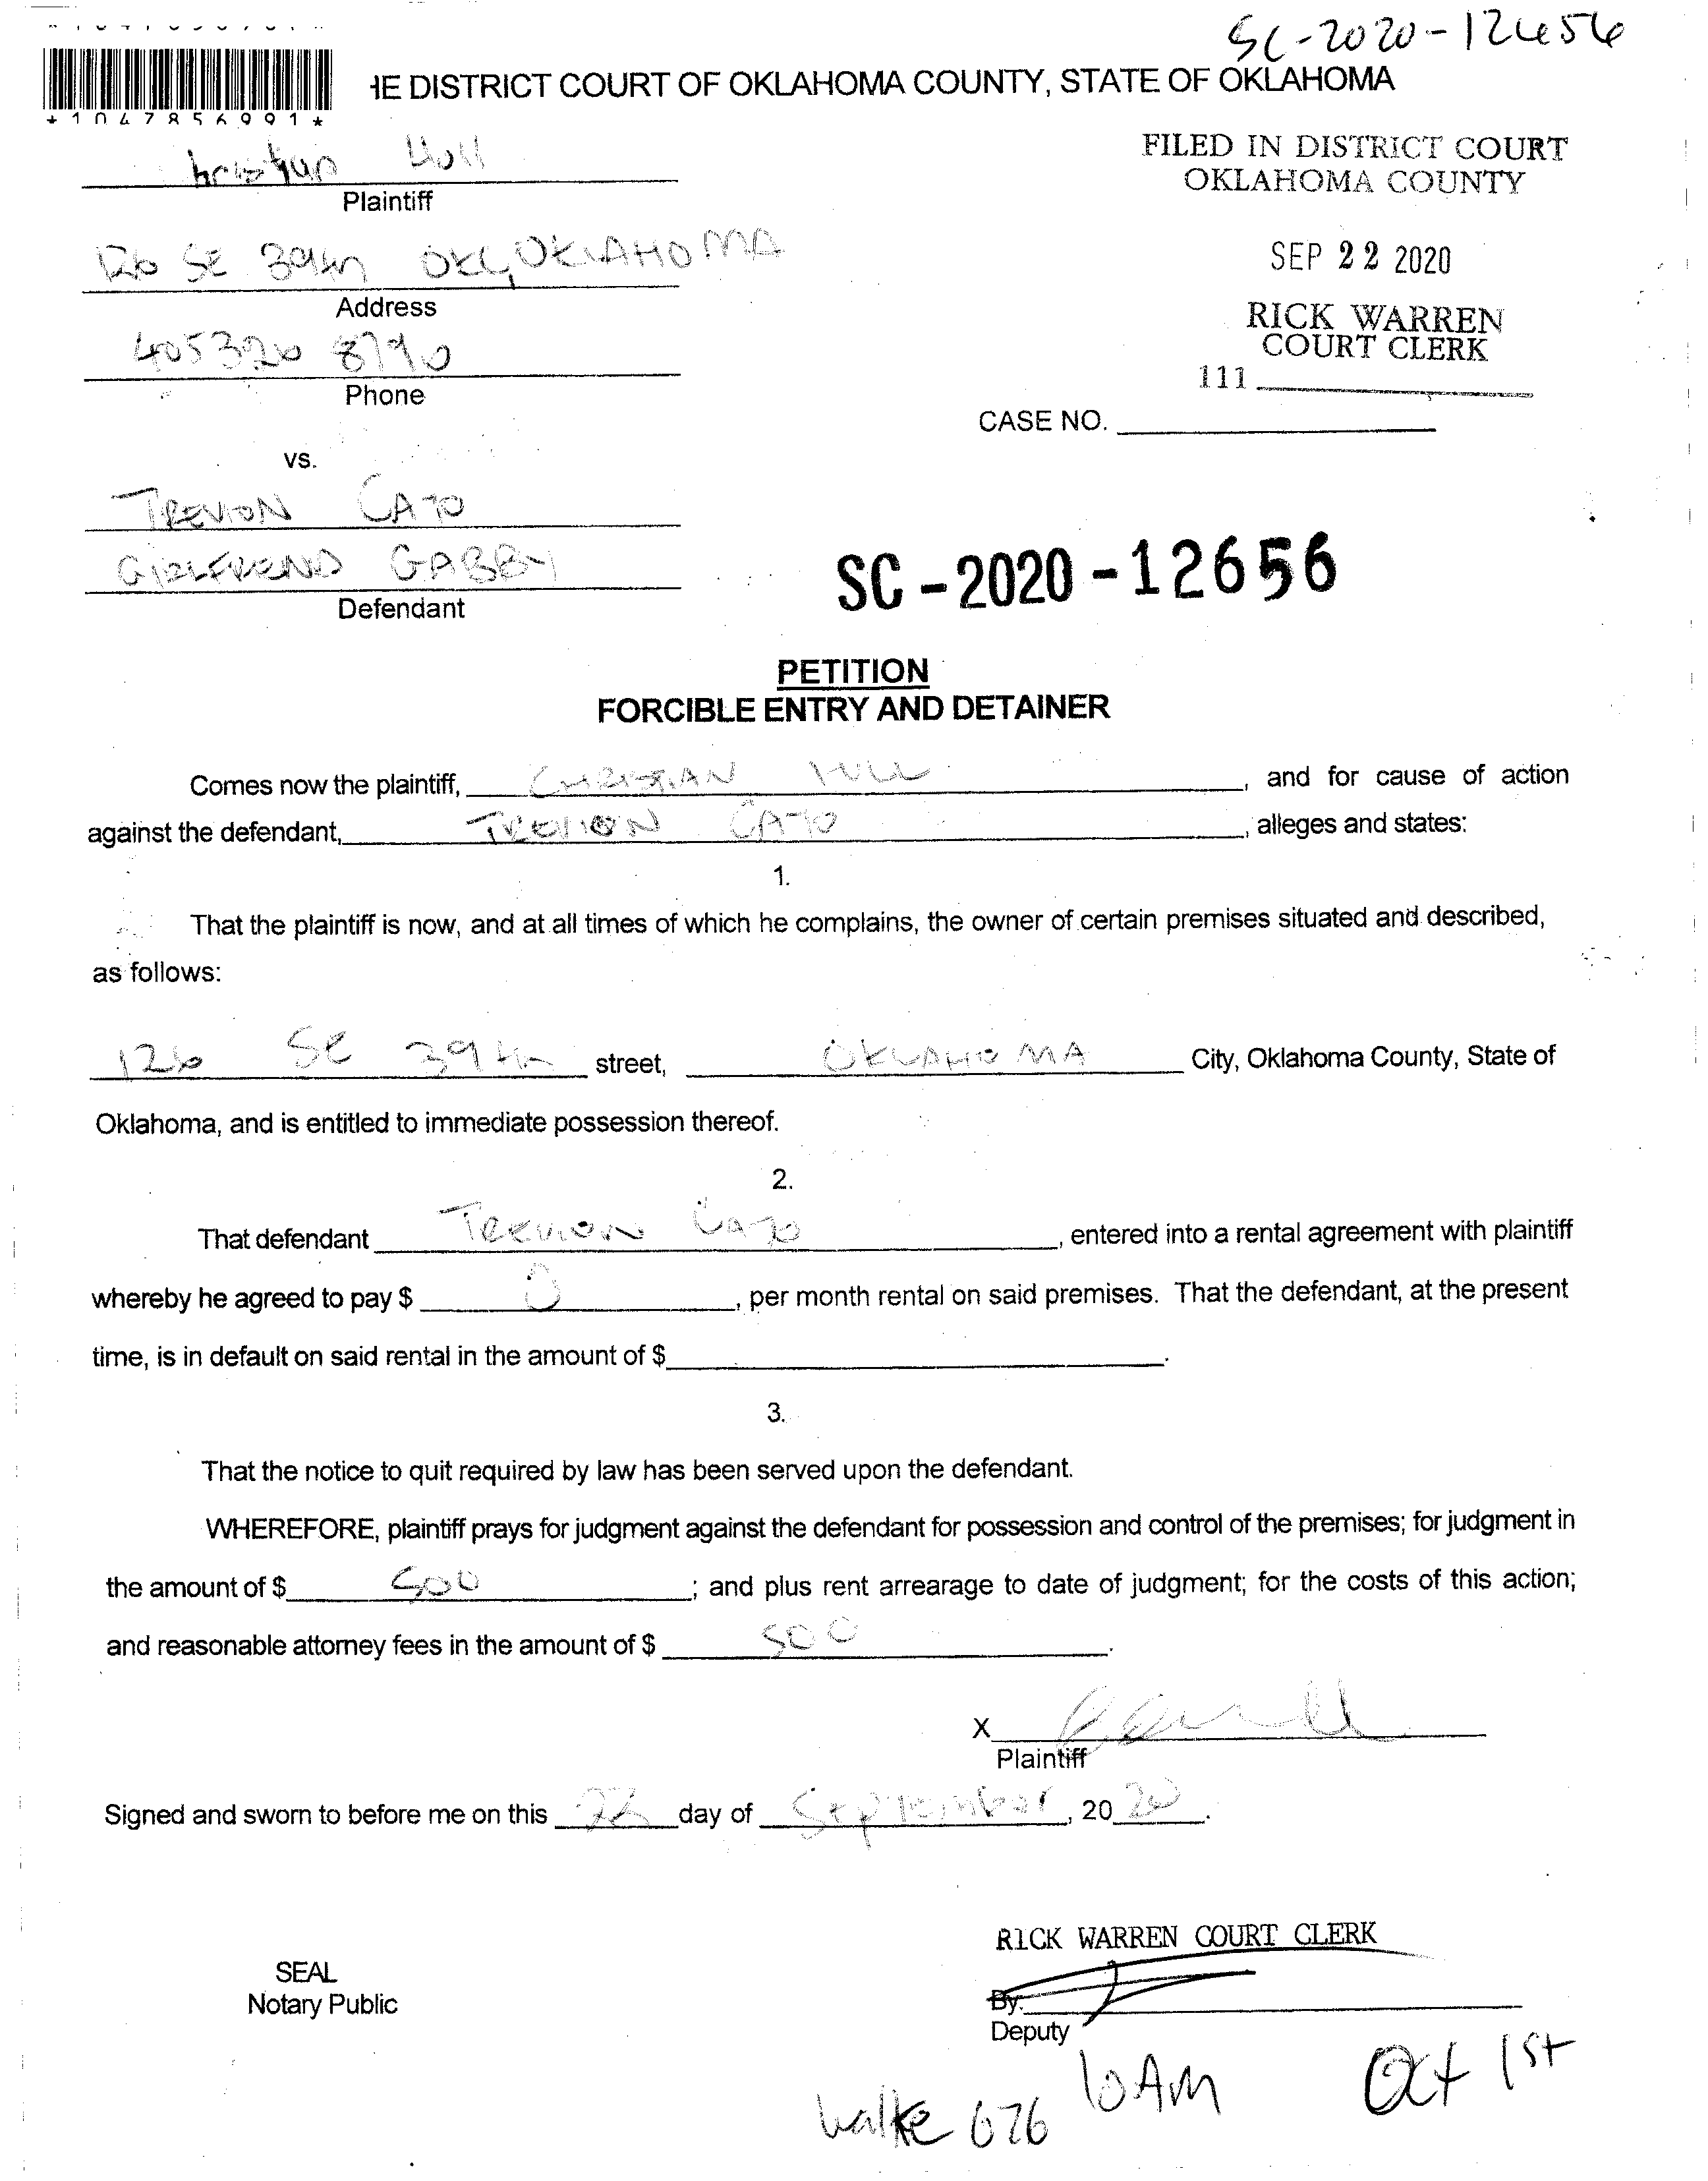 SC-2020-12656
*1047856991*
HE DISTRICT COURT OF OKLAHOMA COUNTY, STATE OF OKLAHOMA
FILED IN DISTRICT COURT
OKLAHOMA COUNTY
Plaintiff
126 SE 39th OKC, OKLAHOMA
SEP 22 2020
Address
RICK WARREN
COURT CLERK
405 326 8790
111
Phone
CASE NO.
vs.
TREVION CATO
GIRLFREND GABBY
Defendant
SC-2020-12656
PETITION
FORCIBLE ENTRY AND DETAINER
Comes now the plaintiff, CHRISTIAN HULL, and for cause of action
against the defendant, TREVION CATO, alleges and states:
1.
That the plaintiff is now, and at all times of which he complains, the owner of certain premises situated and described,
as follows:
126 SE 39th street, OKLAHOMA City, Oklahoma County, State of
Oklahoma, and is entitled to immediate possession thereof.
2.
That defendant TREVION CATO, entered into a rental agreement with plaintiff
whereby he agreed to pay $ 0, per month rental on said premises. That the defendant, at the present
time, is in default on said rental in the amount of $.
3.
That the notice to quit required by law has been served upon the defendant.
WHEREFORE, plaintiff prays for judgment against the defendant for possession and control of the premises; for judgment in
the amount of $ 500; and plus rent arrearage to date of judgment; for the costs of this action;
and reasonable attorney fees in the amount of $ 500.
X
Plaintiff
Signed and sworn to before me on this 22 day of September, 2020.
RICK WARREN COURT CLERK
SEAL
Notary Public
By:
Deputy
10AM Oct 1st
Walke 676